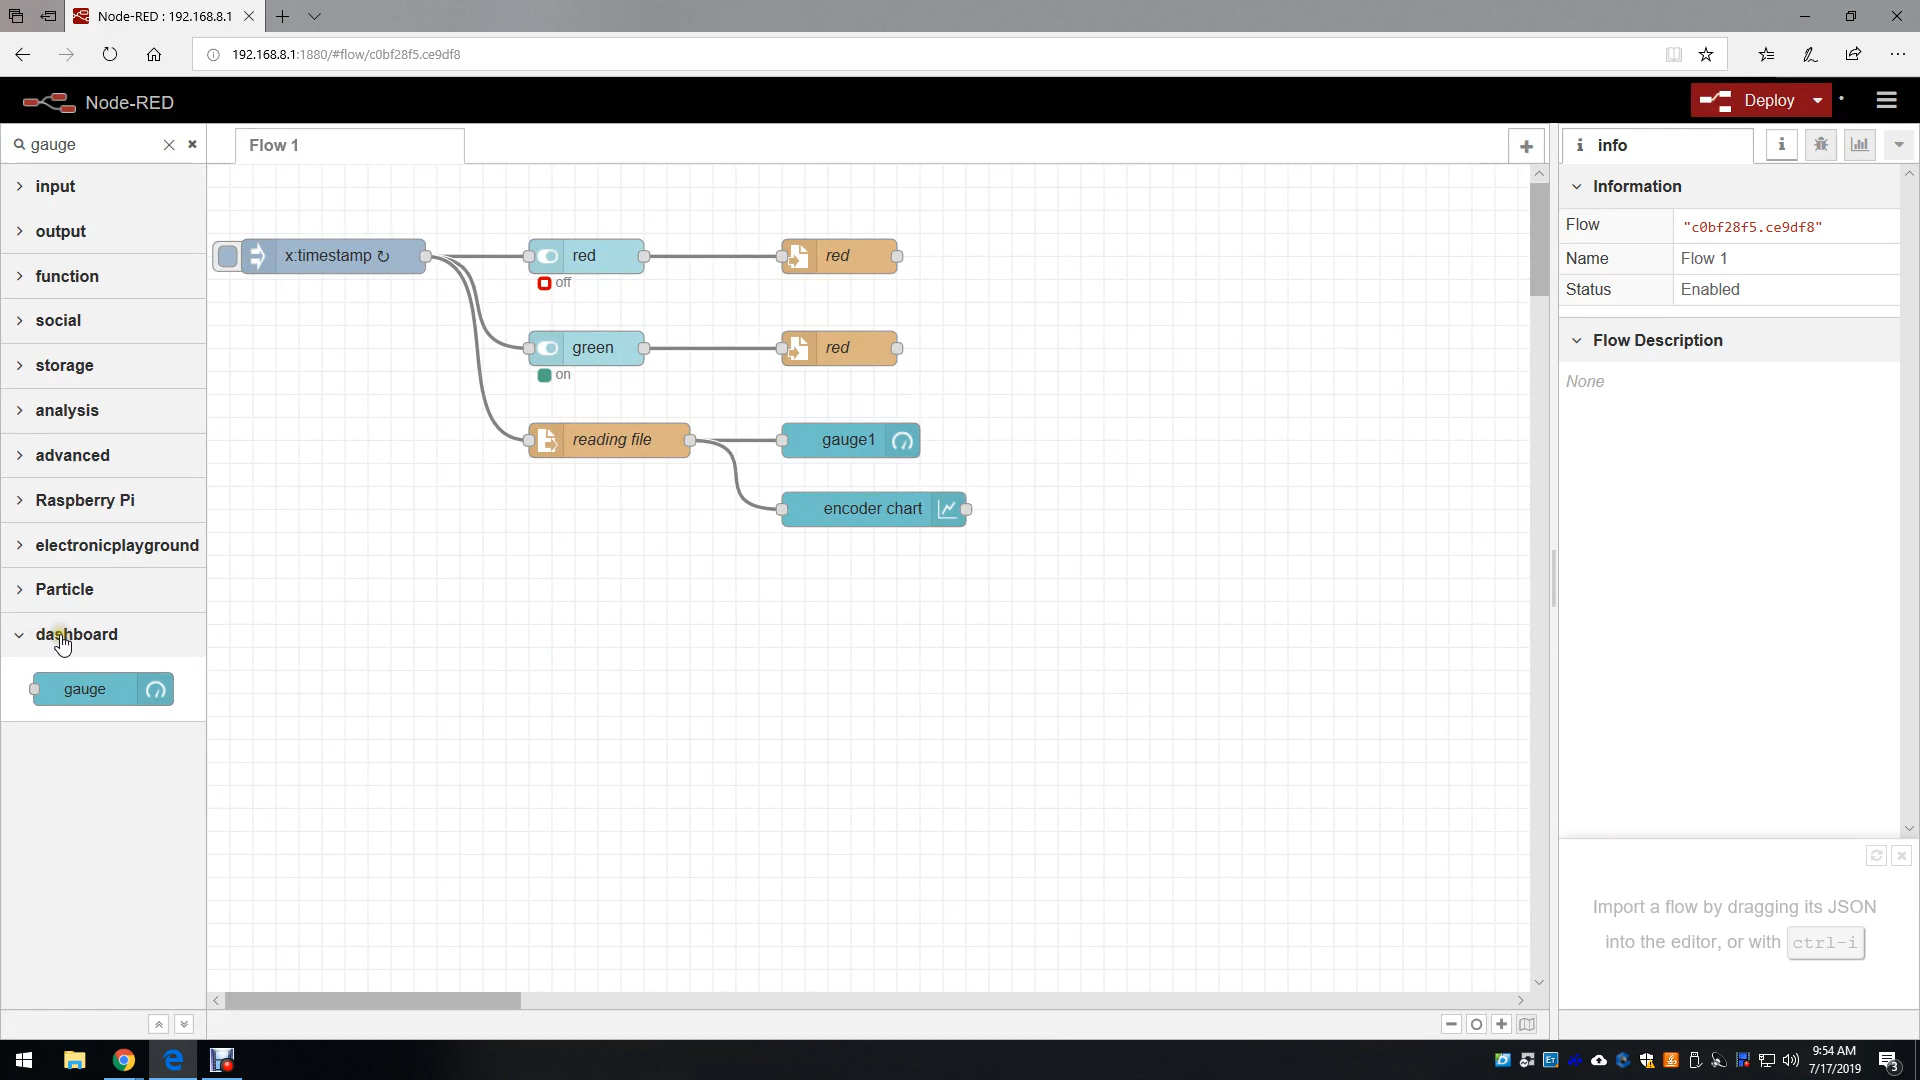 Node-RED : 192.168.8.1
192.168.8.1:1880/#flow/c0bf28f5.ce9df8
Node-RED
Deploy
gauge
Flow 1
info
input
output
function
social
storage
analysis
advanced
Raspberry Pi
electronicplayground
Particle
dashboard
gauge
x:timestamp ↻
red
off
red
green
on
red
reading file
gauge1
encoder chart
Information
Flow "c0bf28f5.ce9df8"
Name Flow 1
Status Enabled
Flow Description
None
Import a flow by dragging its JSON
into the editor, or with ctrl-i
9:54 AM
7/17/2019
3